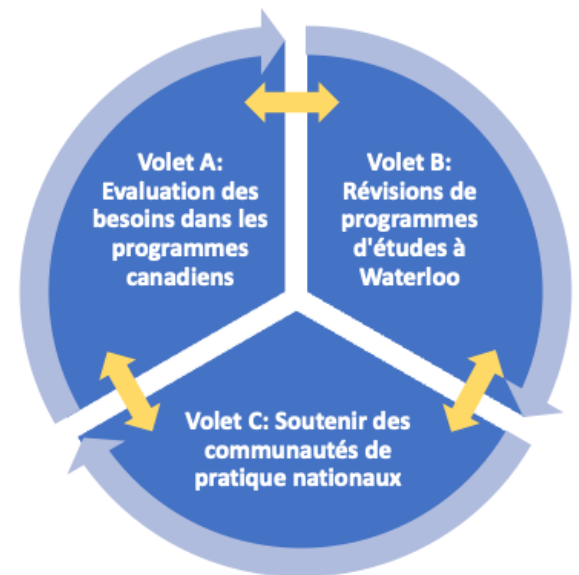 Volet A:
Evaluation des
besoins dans les
programmes
canadiens
Volet B:
Révisions de
programmes
d'études à
Waterloo
Volet C: Soutenir des
communautés de
pratique nationaux